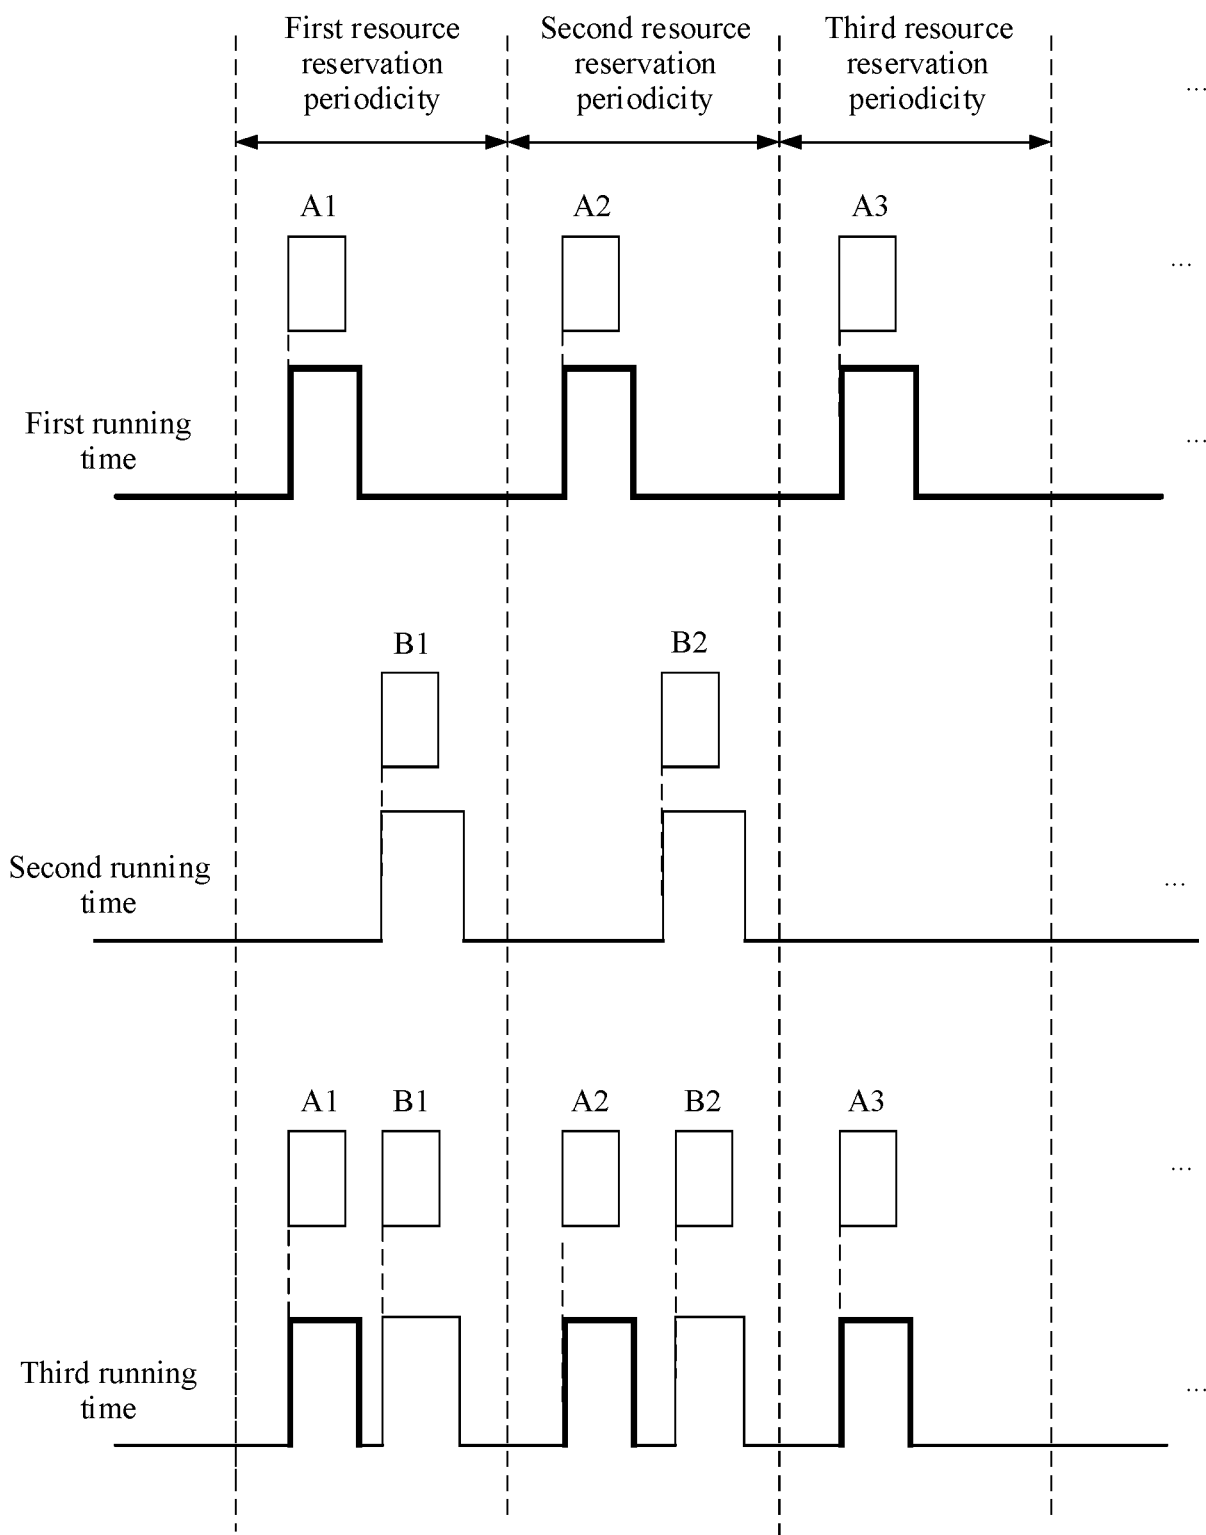 First resource
reservation
periodicity
Second resource
reservation
periodicity
Third resource
reservation
periodicity
...
A1
A2
A3
...
First running
time
...
B1
B2
Second running
time
...
A1
B1
A2
B2
A3
...
Third running
time
...